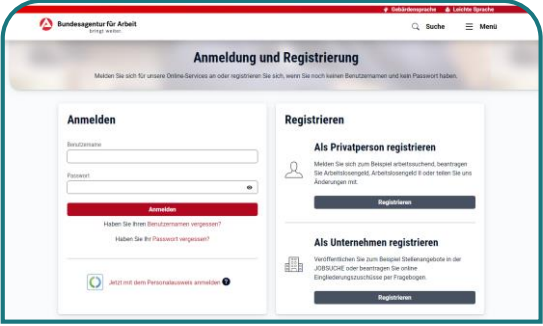 Gebärdensprache Leichte Sprache
Bundesagentur für Arbeit
bringt weiter.
Suche
Menü
Anmeldung und Registrierung
Melden Sie sich für unsere Online-Services an oder registrieren Sie sich, wenn Sie noch keinen Benutzernamen und kein Passwort haben.
Anmelden
Benutzername
Passwort
Anmelden
Haben Sie Ihren Benutzernamen vergessen?
Haben Sie Ihr Passwort vergessen?
Jetzt mit dem Personalausweis anmelden ?
Registrieren
Als Privatperson registrieren
Melden Sie sich zum Beispiel arbeitsuchend, beantragen
Sie Arbeitslosengeld, Arbeitslosengeld II oder teilen Sie uns
Änderungen mit.
Registrieren
Als Unternehmen registrieren
Veröffentlichen Sie zum Beispiel Stellenangebote in der
JOBSUCHE oder beantragen Sie online
Eingliederungszuschüsse per Fragebogen.
Registrieren